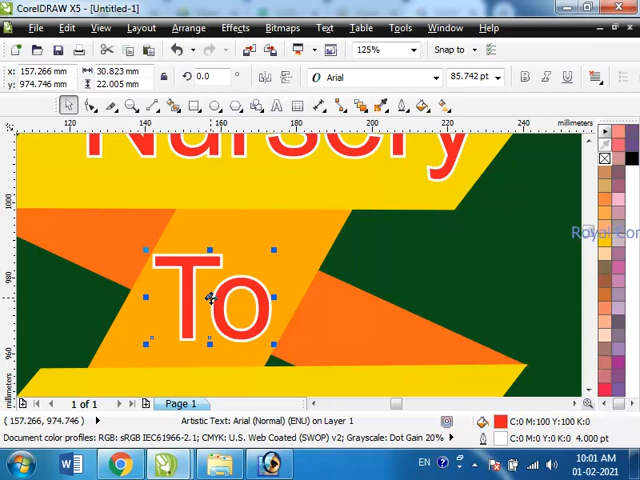 CorelDRAW X5 - [Untitled-1]
File Edit View Layout Arrange Effects Bitmaps Text Table Tools Window Help
125% Snap to
x: 157.266 mm 30.823 mm 0.0 ° Arial 85.742 pt
y: 974.746 mm 22.005 mm
120 140 160 180 200 220 240 millimeters
1000
980
960
millimeters
Nursery
Royal Com
To
1 of 1 Page 1
( 157.266, 974.746 ) Artistic Text: Arial (Normal) (ENU) on Layer 1 C:0 M:100 Y:100 K:0
Document color profiles: RGB: sRGB IEC61966-2.1; CMYK: U.S. Web Coated (SWOP) v2; Grayscale: Dot Gain 20% C:0 M:0 Y:0 K:0 4.000 pt
EN 10:01 AM
01-02-2021